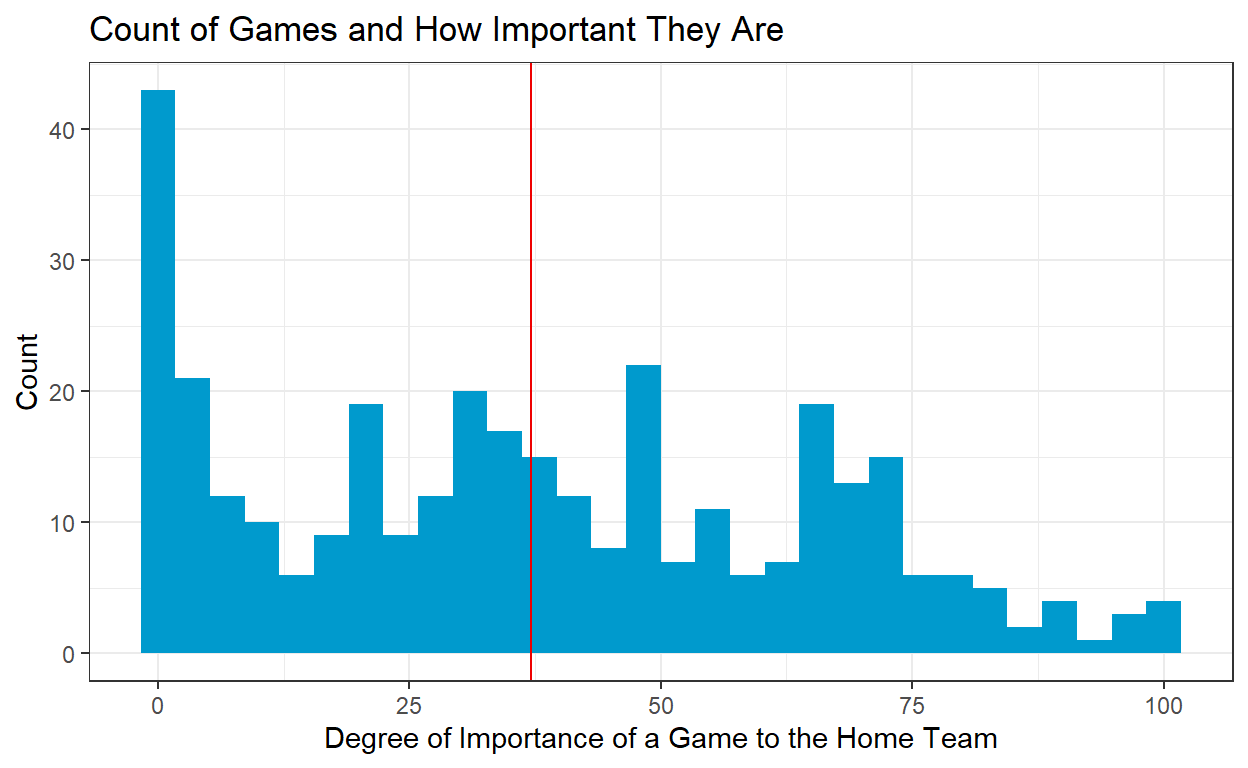 Count of Games and How Important They Are
Count
40
30
20
10
0
0 25 50 75 100
Degree of Importance of a Game to the Home Team